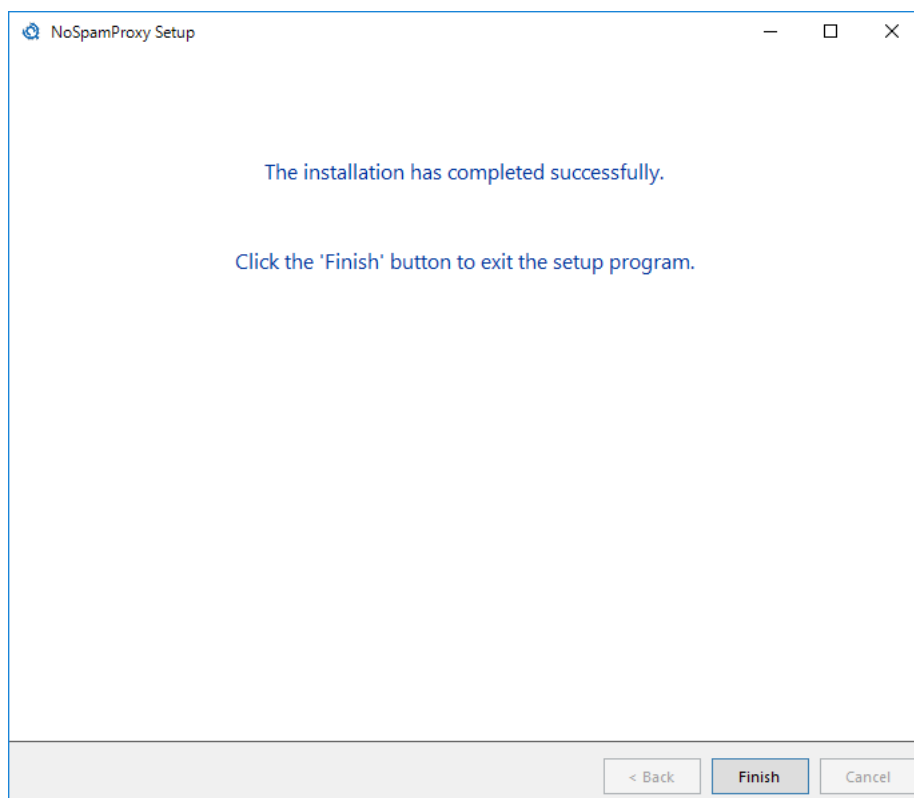 NoSpamProxy Setup
The installation has completed successfully.
Click the 'Finish' button to exit the setup program.
< Back Finish Cancel